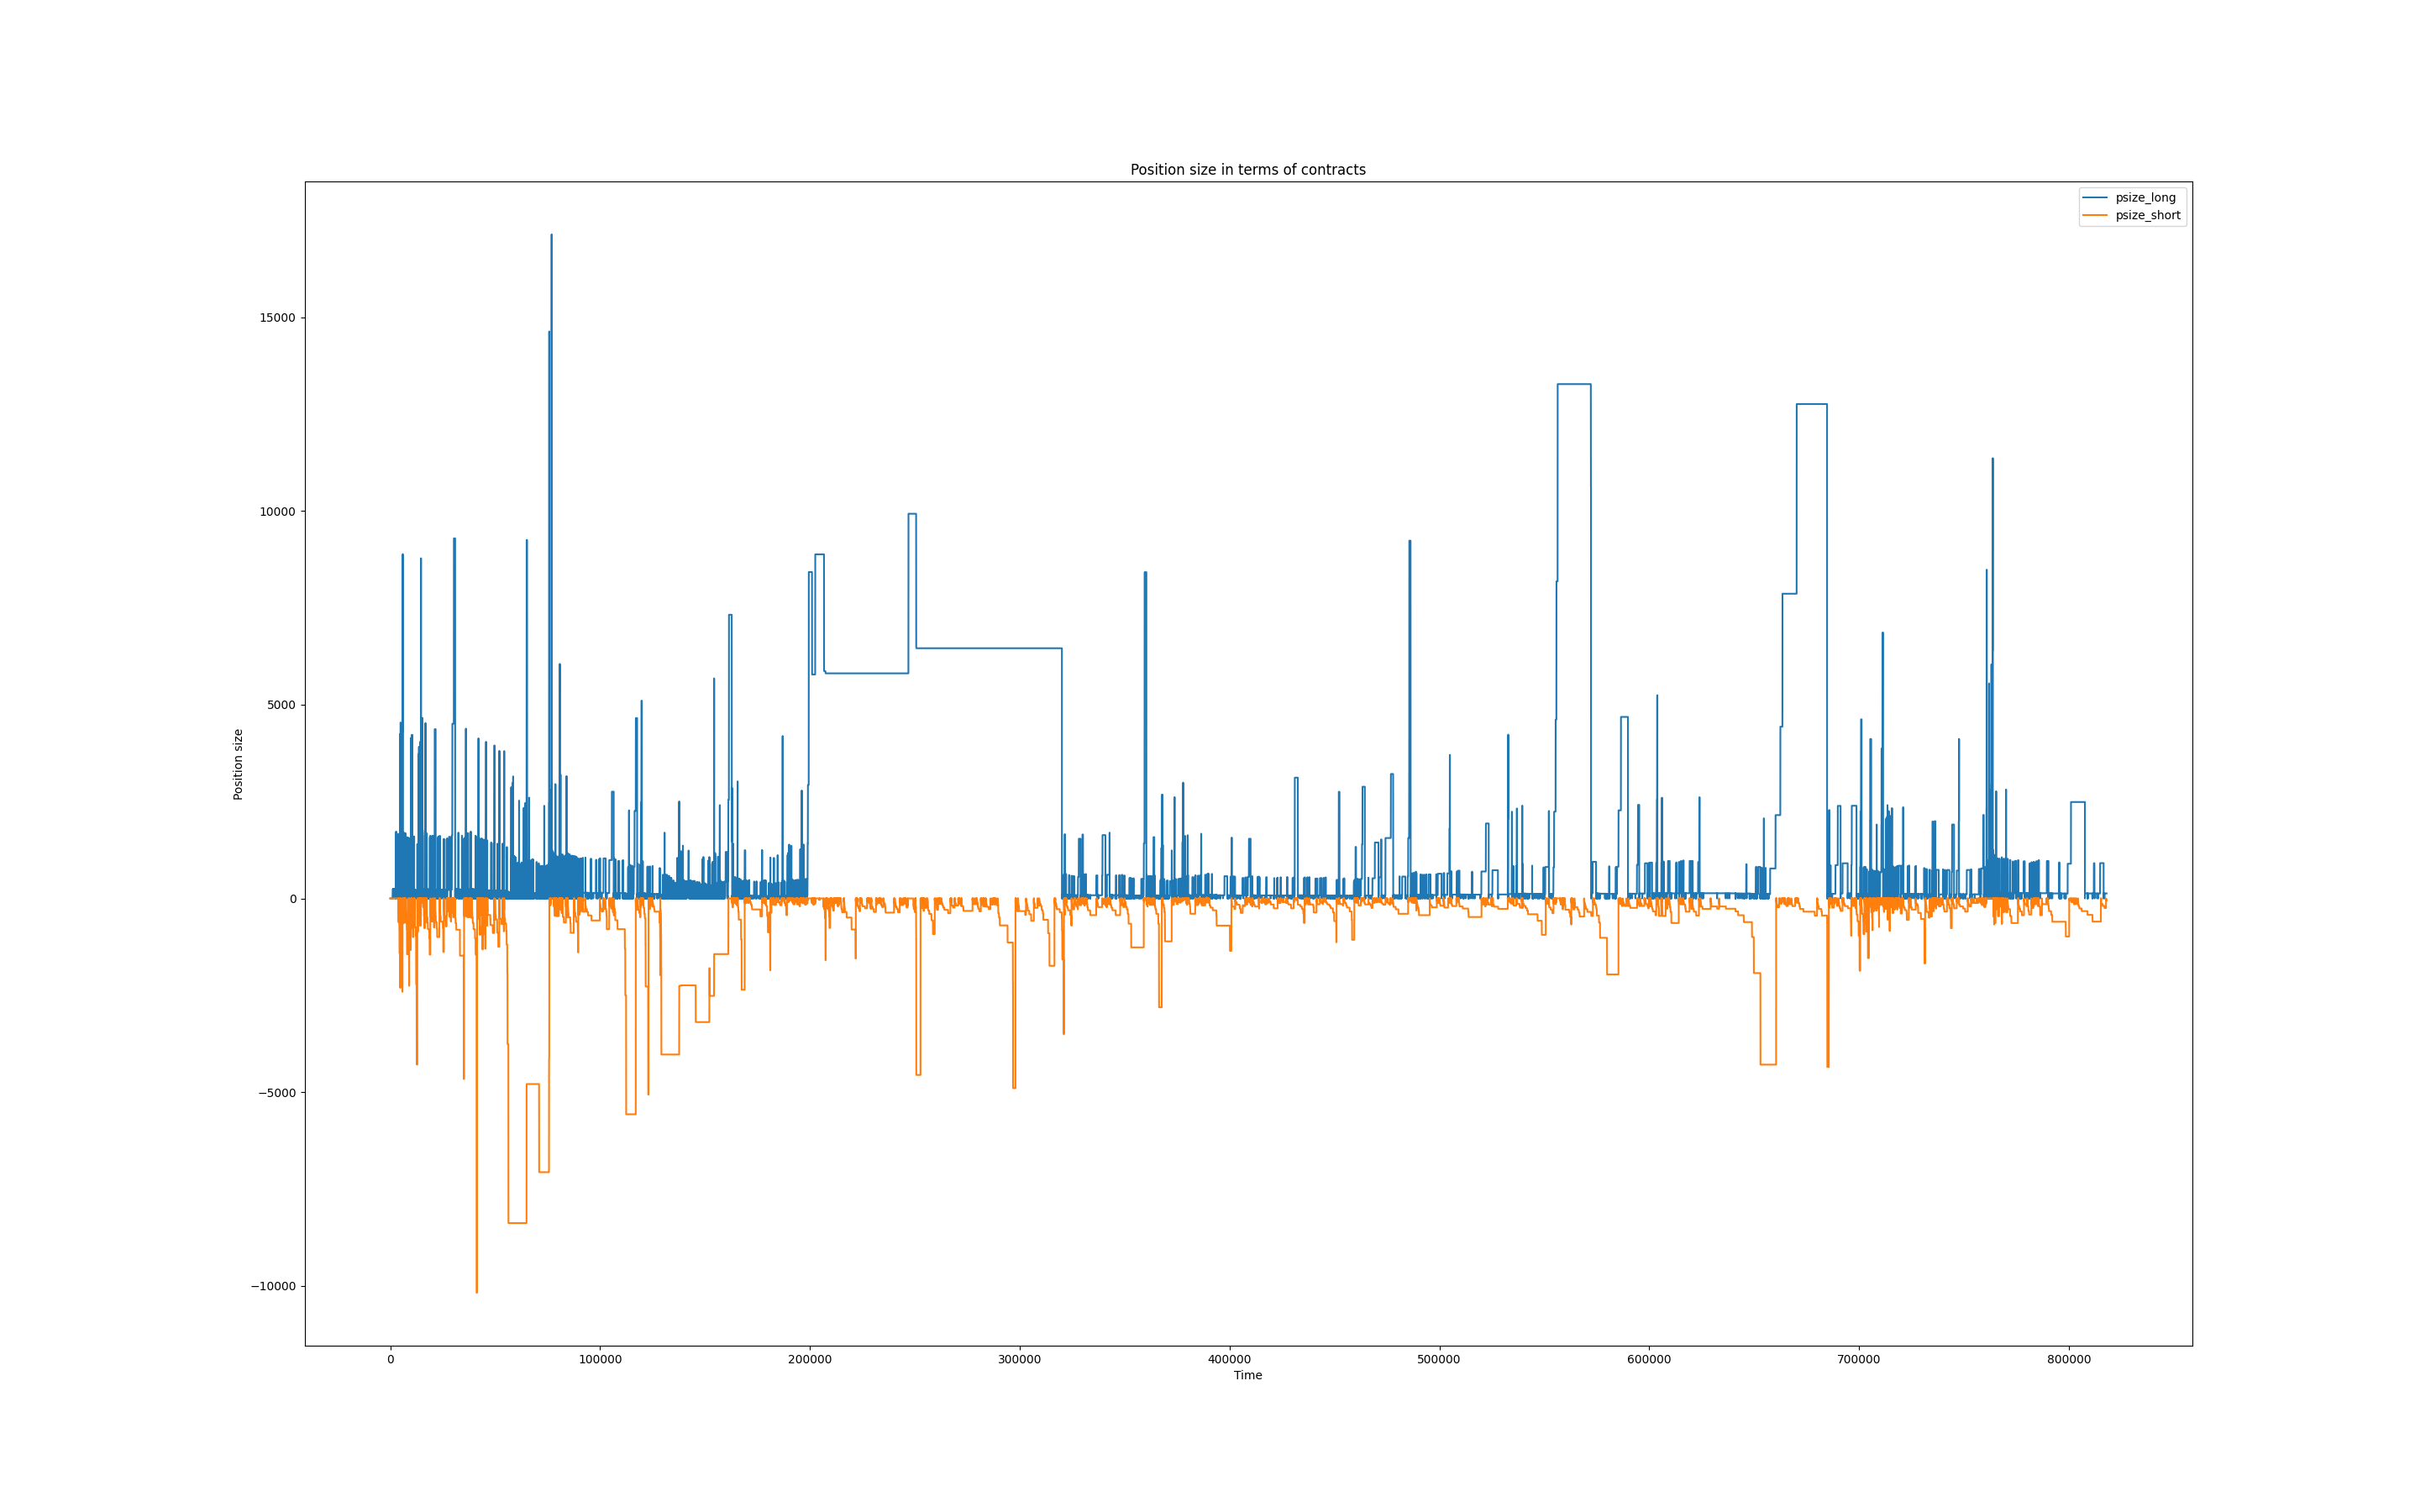 Position size in terms of contracts
psize_long
psize_short
15000
10000
5000
0
−5000
−10000
Position size
0 100000 200000 300000 400000 500000 600000 700000 800000
Time